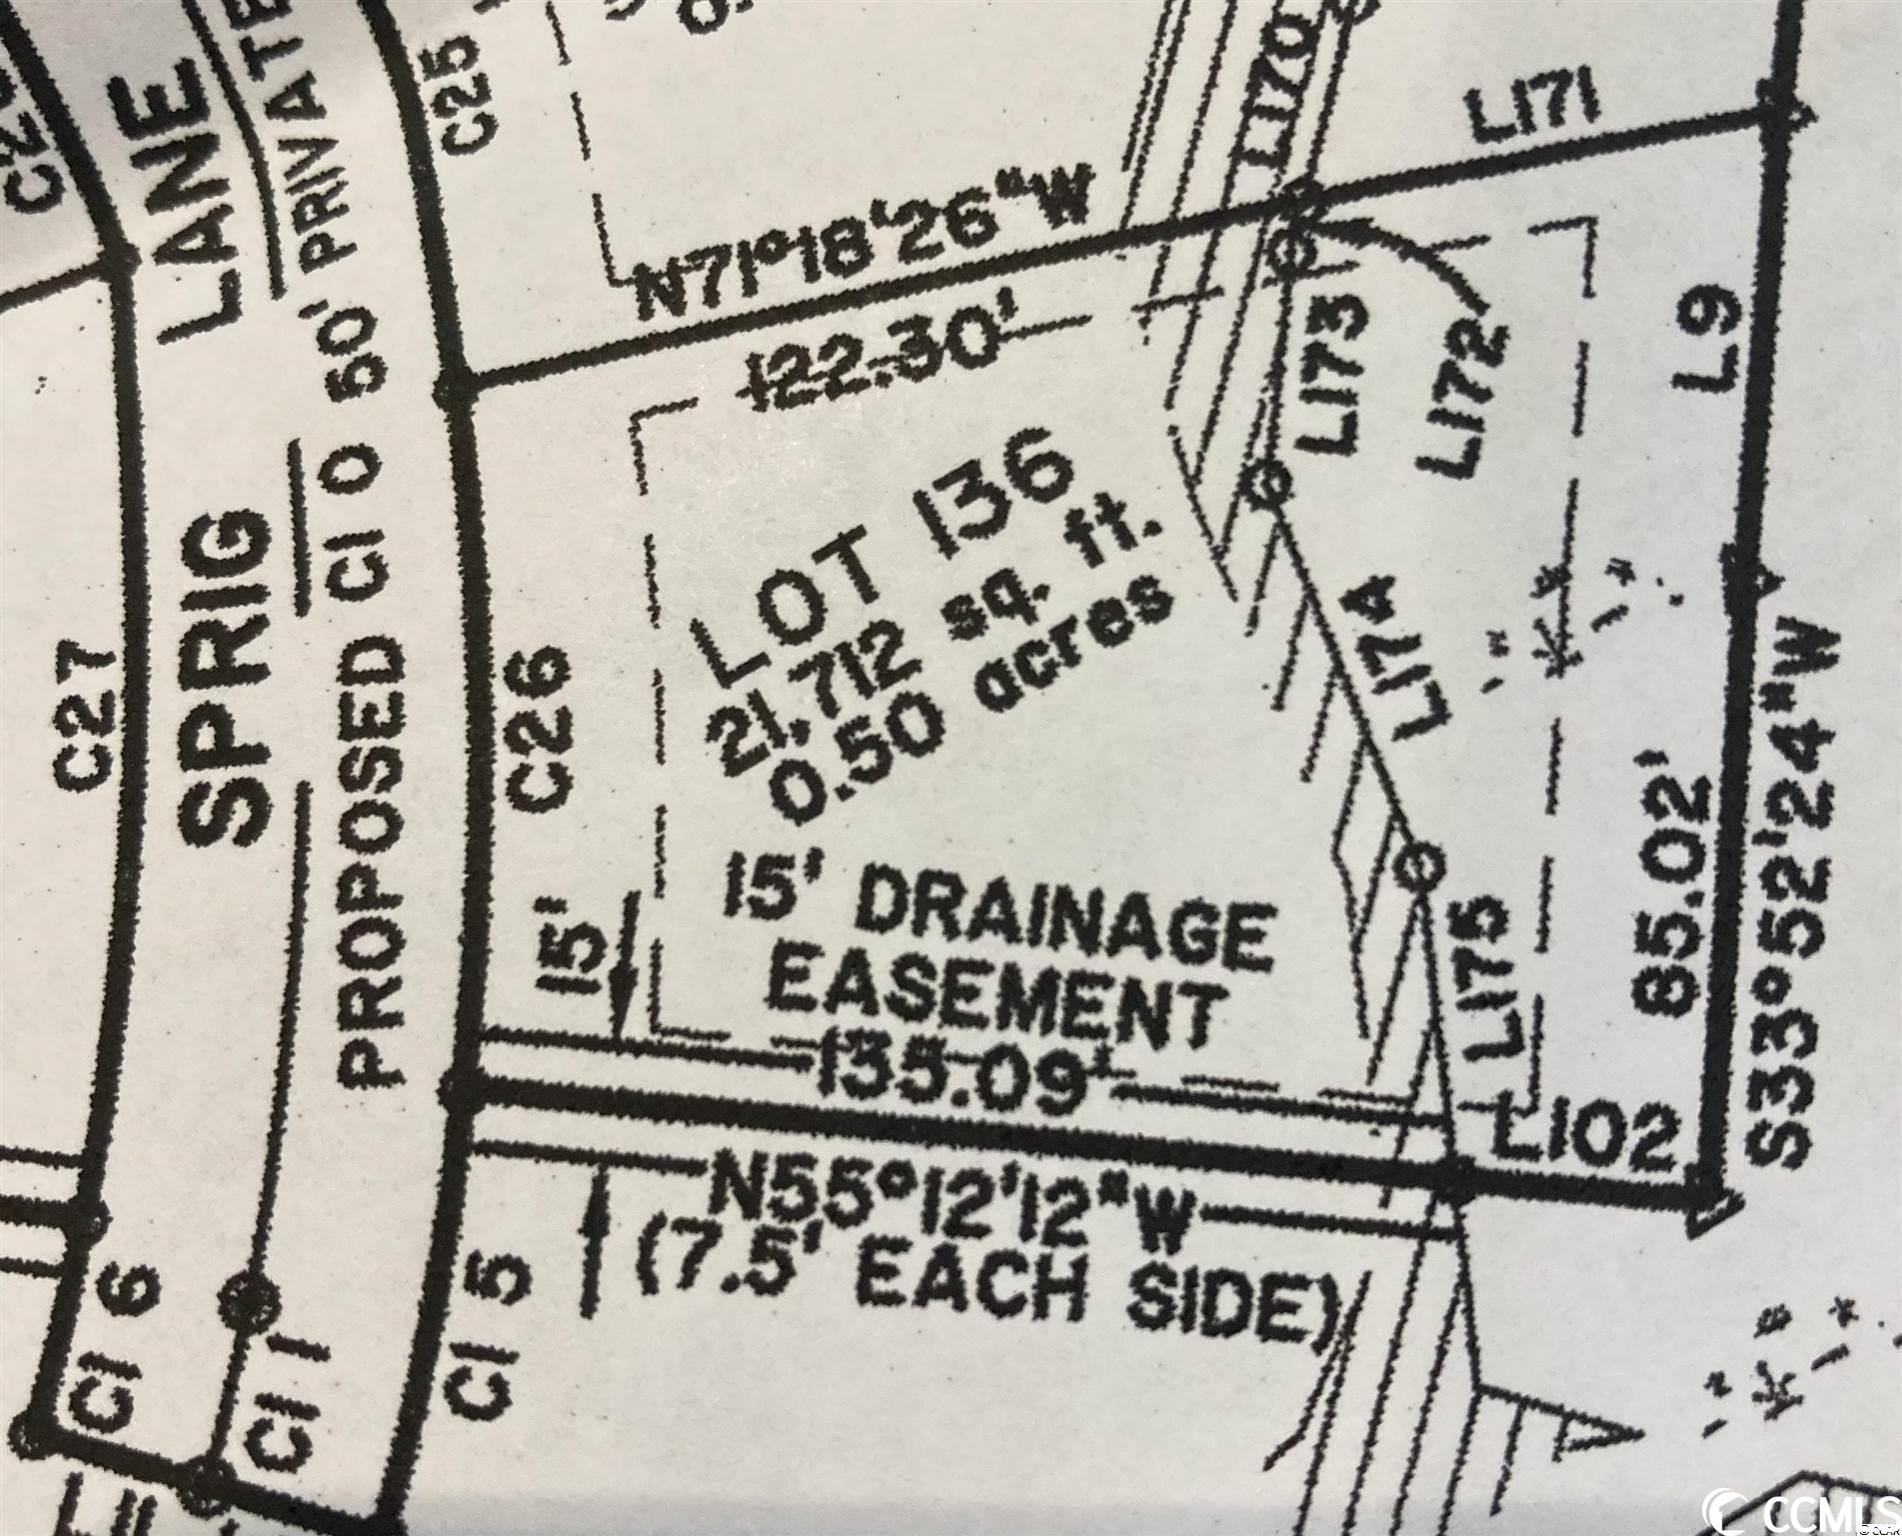 C25
L170
L171
LANE
PRIVATE
N71°18'26"W
122.30'
L173
L172
L9
PROPOSED C10 50'
SPRIG
C27
C26
LOT 136
21,712 sq. ft.
0.50 acres
L174
15'
15' DRAINAGE
EASEMENT
135.09'
L175
85.02'
S33°52'24"W
L102
N55°12'12"W
(7.5' EACH SIDE)
C15
C16
C11
CCMLS